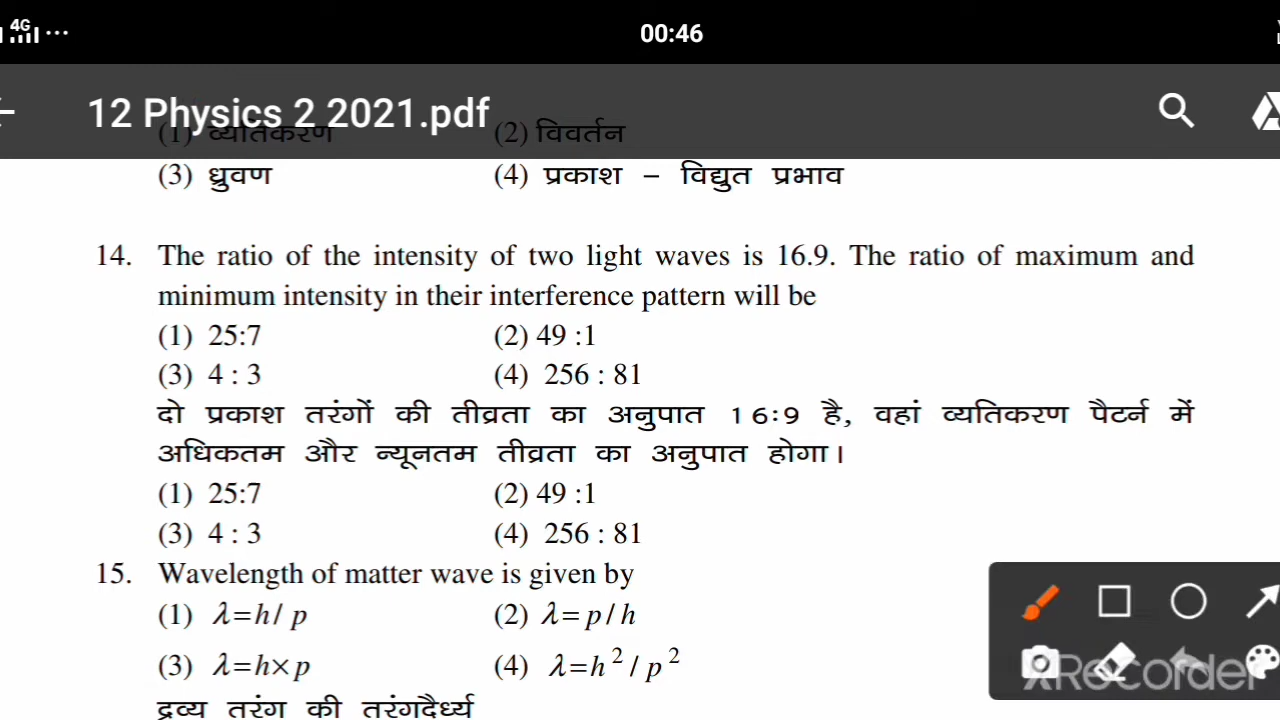 4G ...
00:46
12 Physics 2 2021.pdf
(1) व्यतिकरण (2) विवर्तन
(3) ध्रुवण (4) प्रकाश – विद्युत प्रभाव
14. The ratio of the intensity of two light waves is 16.9. The ratio of maximum and
minimum intensity in their interference pattern will be
(1) 25:7 (2) 49 :1
(3) 4 : 3 (4) 256 : 81
दो प्रकाश तरंगों की तीव्रता का अनुपात 16:9 है, वहां व्यतिकरण पैटर्न में
अधिकतम और न्यूनतम तीव्रता का अनुपात होगा।
(1) 25:7 (2) 49 :1
(3) 4 : 3 (4) 256 : 81
15. Wavelength of matter wave is given by
(1) λ=h/ p (2) λ=p/h
(3) λ=h×p (4) λ=h²/p²
द्रव्य तरंग की तरंगदैर्ध्य
XRecorder